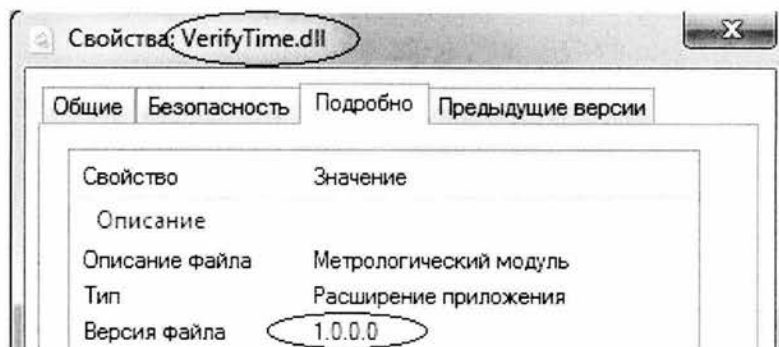 Свойства: VerifyTime.dll
Общие Безопасность Подробно Предыдущие версии
Свойство Значение
Описание
Описание файла Метрологический модуль
Тип Расширение приложения
Версия файла 1.0.0.0